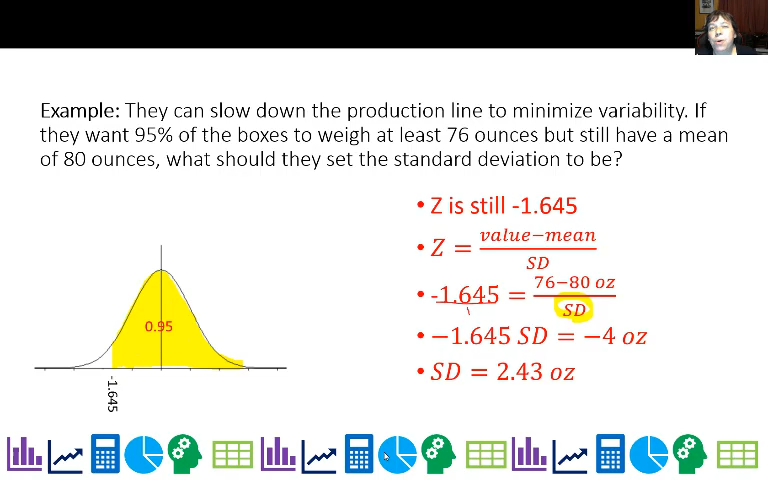 Example: They can slow down the production line to minimize variability. If
they want 95% of the boxes to weigh at least 76 ounces but still have a mean
of 80 ounces, what should they set the standard deviation to be?
• Z is still -1.645
• Z = (value−mean)/SD
• -1.645 = (76−80 oz)/SD
• −1.645 SD = −4 oz
• SD = 2.43 oz
0.95
-1.645